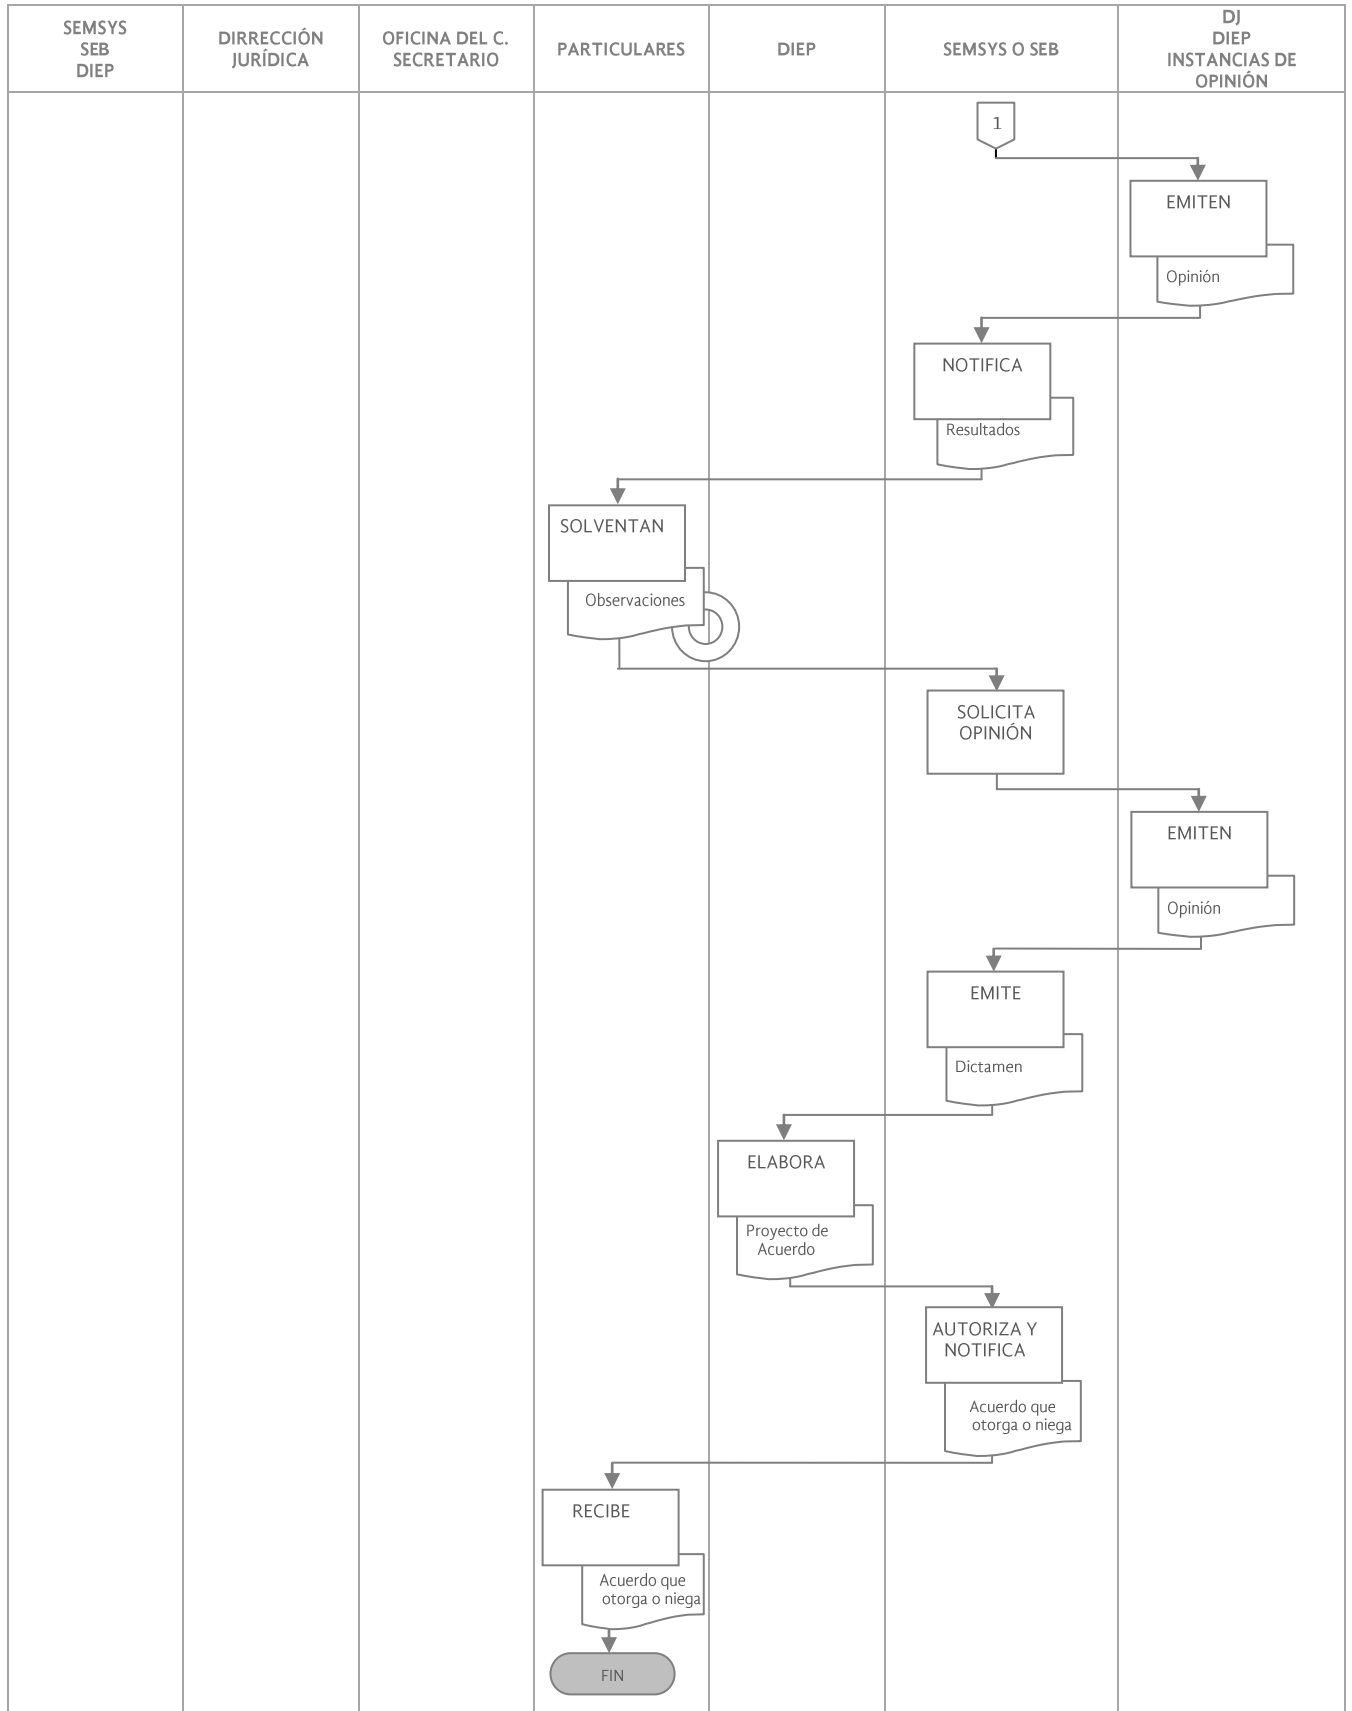 SEMSYS
SEB
DIEP
DIRRECCIÓN
JURÍDICA
OFICINA DEL C.
SECRETARIO
PARTICULARES
DIEP
SEMSYS O SEB
DJ
DIEP
INSTANCIAS DE
OPINIÓN
1
EMITEN
Opinión
NOTIFICA
Resultados
SOLVENTAN
Observaciones
SOLICITA
OPINIÓN
EMITEN
Opinión
EMITE
Dictamen
ELABORA
Proyecto de
Acuerdo
AUTORIZA Y
NOTIFICA
Acuerdo que
otorga o niega
RECIBE
Acuerdo que
otorga o niega
FIN